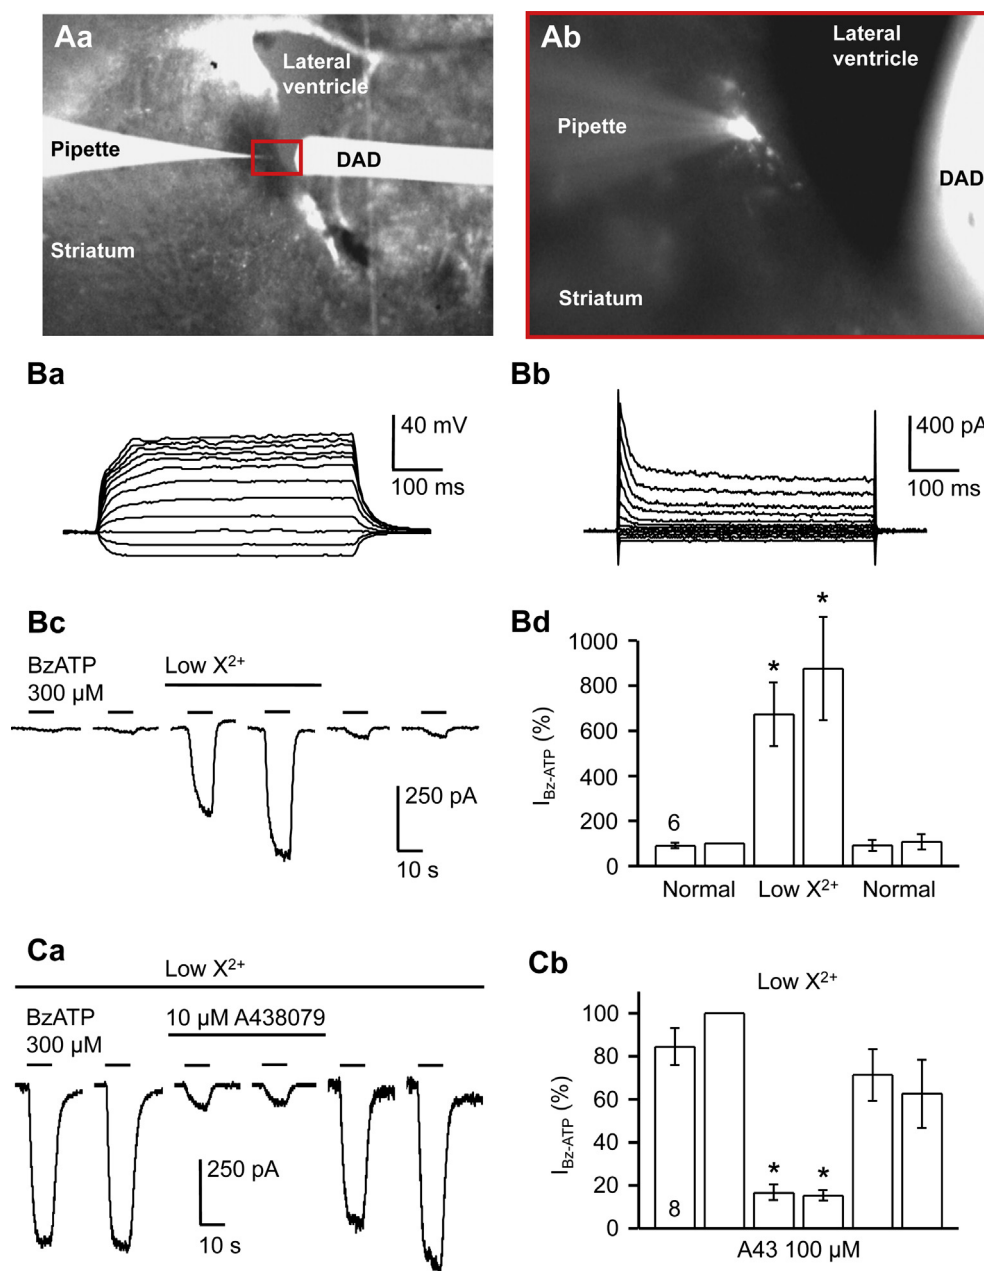 Aa
Lateral
ventricle
Pipette
DAD
Striatum
Ab
Lateral
ventricle
Pipette
DAD
Striatum
Ba
40 mV
100 ms
Bb
400 pA
100 ms
Bc
BzATP
300 µM
Low X²⁺
250 pA
10 s
Bd
I_Bz-ATP (%)
1000
800
600
400
200
0
6
*
*
Normal
Low X²⁺
Normal
Ca
Low X²⁺
BzATP
300 µM
10 µM A438079
250 pA
10 s
Cb
Low X²⁺
I_Bz-ATP (%)
100
80
60
40
20
0
8
*
*
A43 100 µM